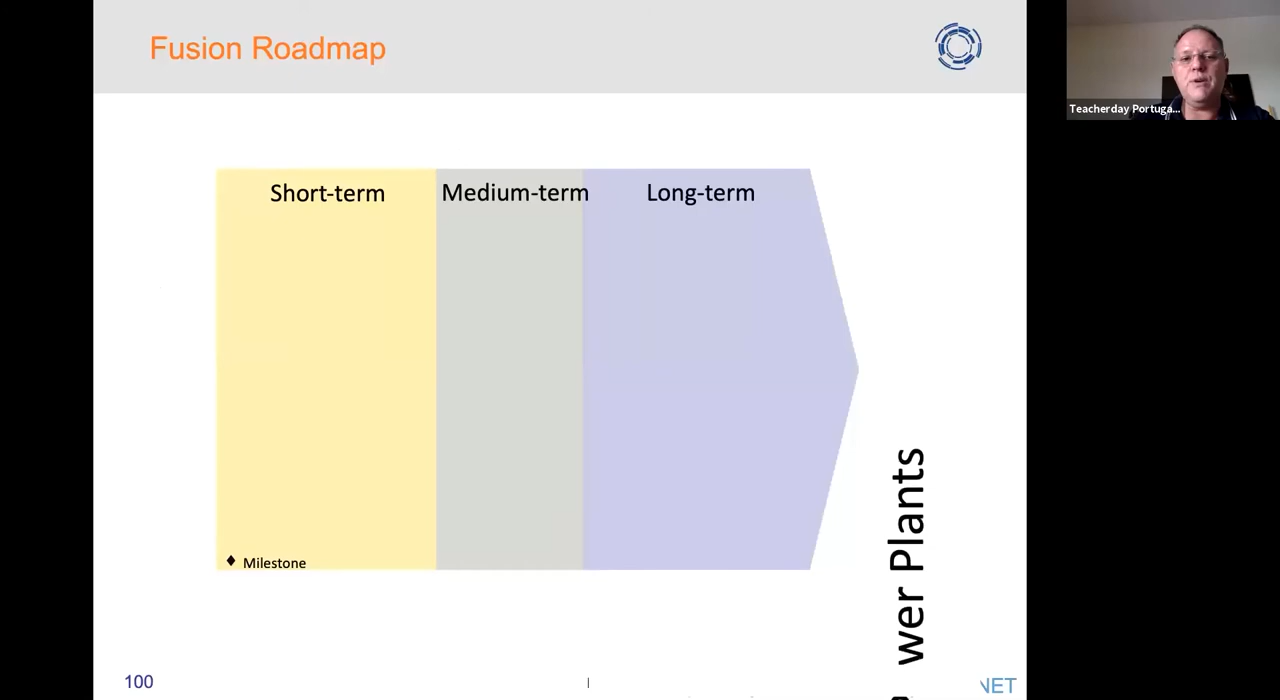 Fusion Roadmap
Teacherday Portuga...
Short-term
Medium-term
Long-term
wer Plants
♦ Milestone
100
NET